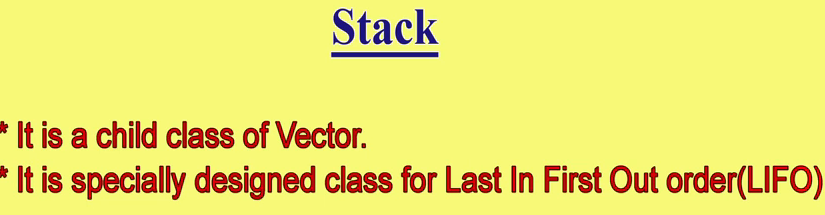 Stack
* It is a child class of Vector.
* It is specially designed class for Last In First Out order(LIFO)